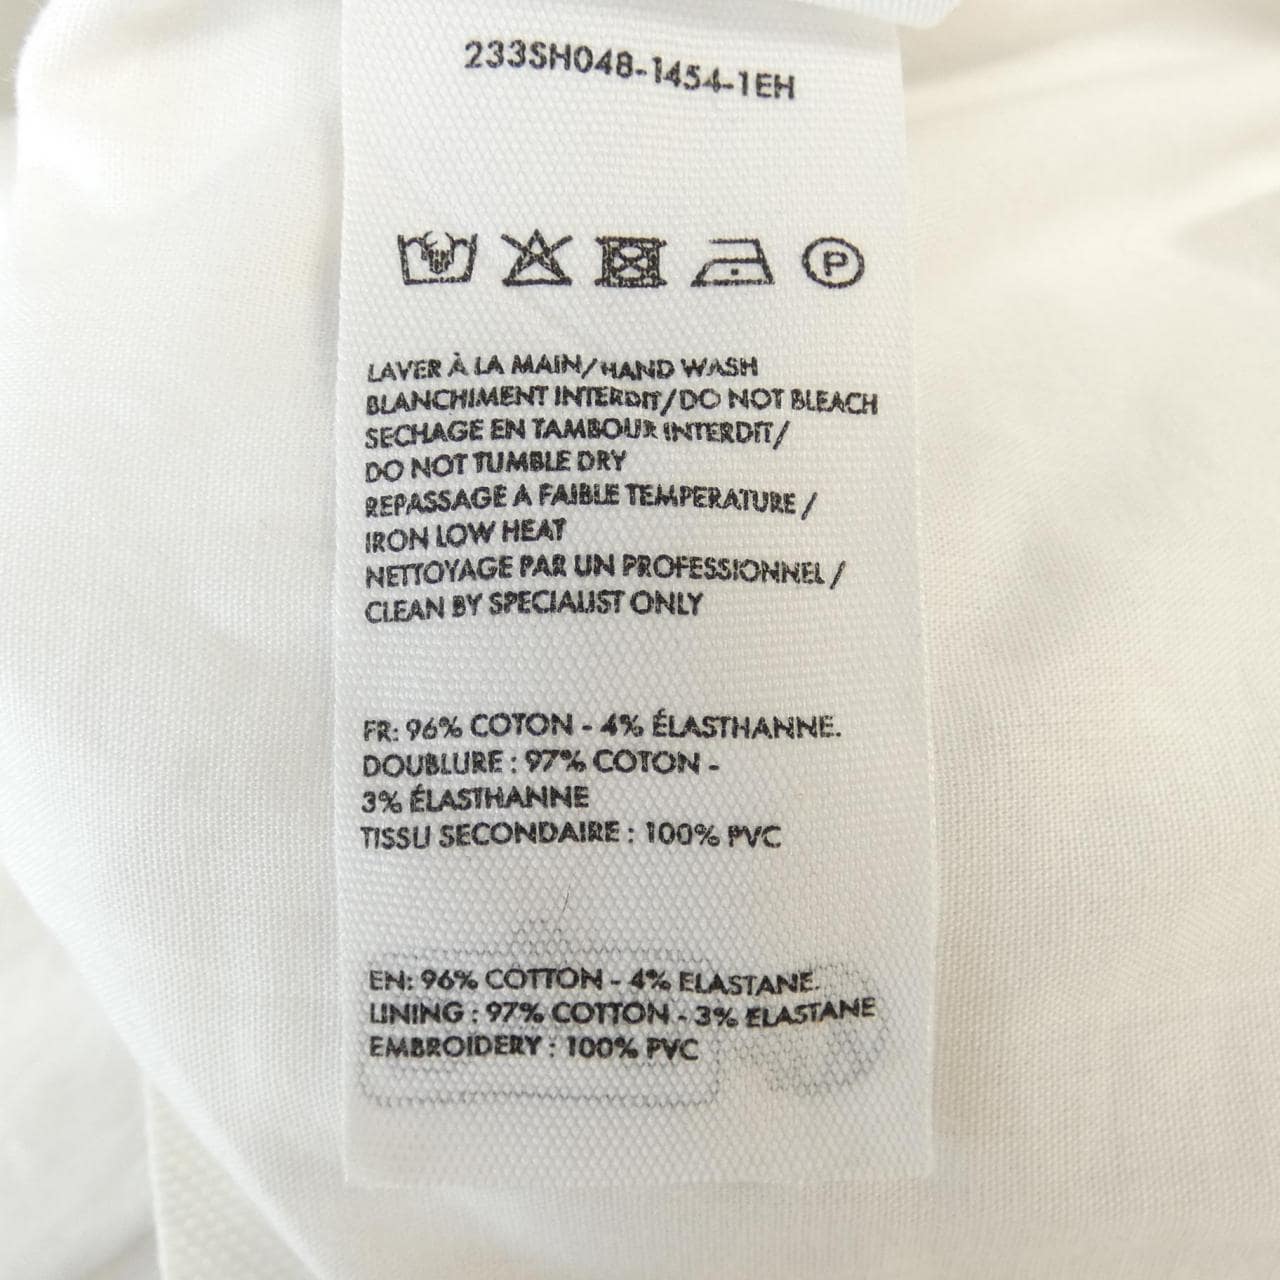 233SH048-1454-1EH
P
LAVER À LA MAIN/HAND WASH
BLANCHIMENT INTERDIT/DO NOT BLEACH
SECHAGE EN TAMBOUR INTERDIT/
DO NOT TUMBLE DRY
REPASSAGE A FAIBLE TEMPERATURE /
IRON LOW HEAT
NETTOYAGE PAR UN PROFESSIONNEL /
CLEAN BY SPECIALIST ONLY
FR: 96% COTON - 4% ÉLASTHANNE.
DOUBLURE : 97% COTON -
3% ÉLASTHANNE
TISSU SECONDAIRE : 100% PVC
EN: 96% COTTON - 4% ELASTANE.
LINING : 97% COTTON - 3% ELASTANE
EMBROIDERY : 100% PVC